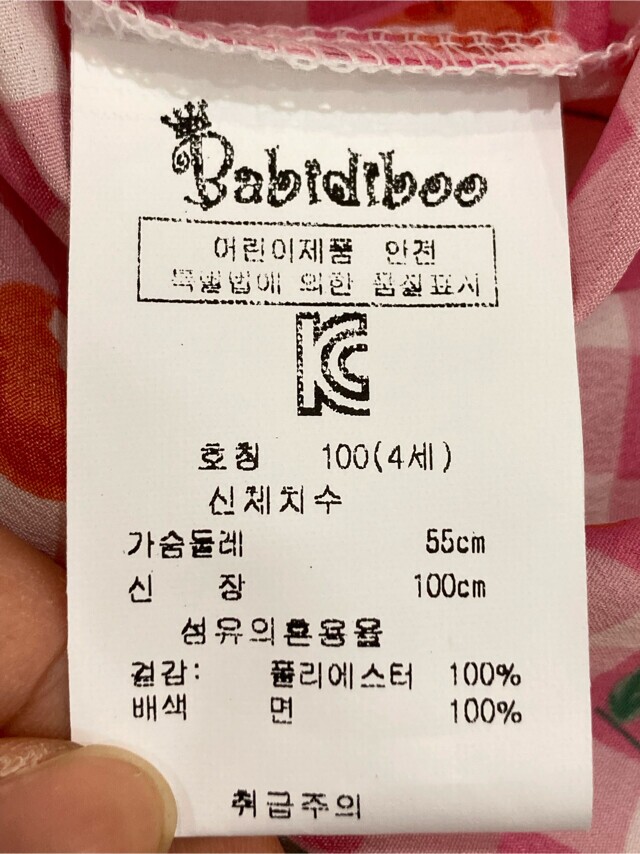 Babidiboo
어린이제품 안전
특별법에 의한 품질표시
KC
호칭 100(4세)
신체치수
가슴둘레 55cm
신 장 100cm
섬유의혼용율
겉감: 폴리에스터 100%
배색 면 100%
취급주의